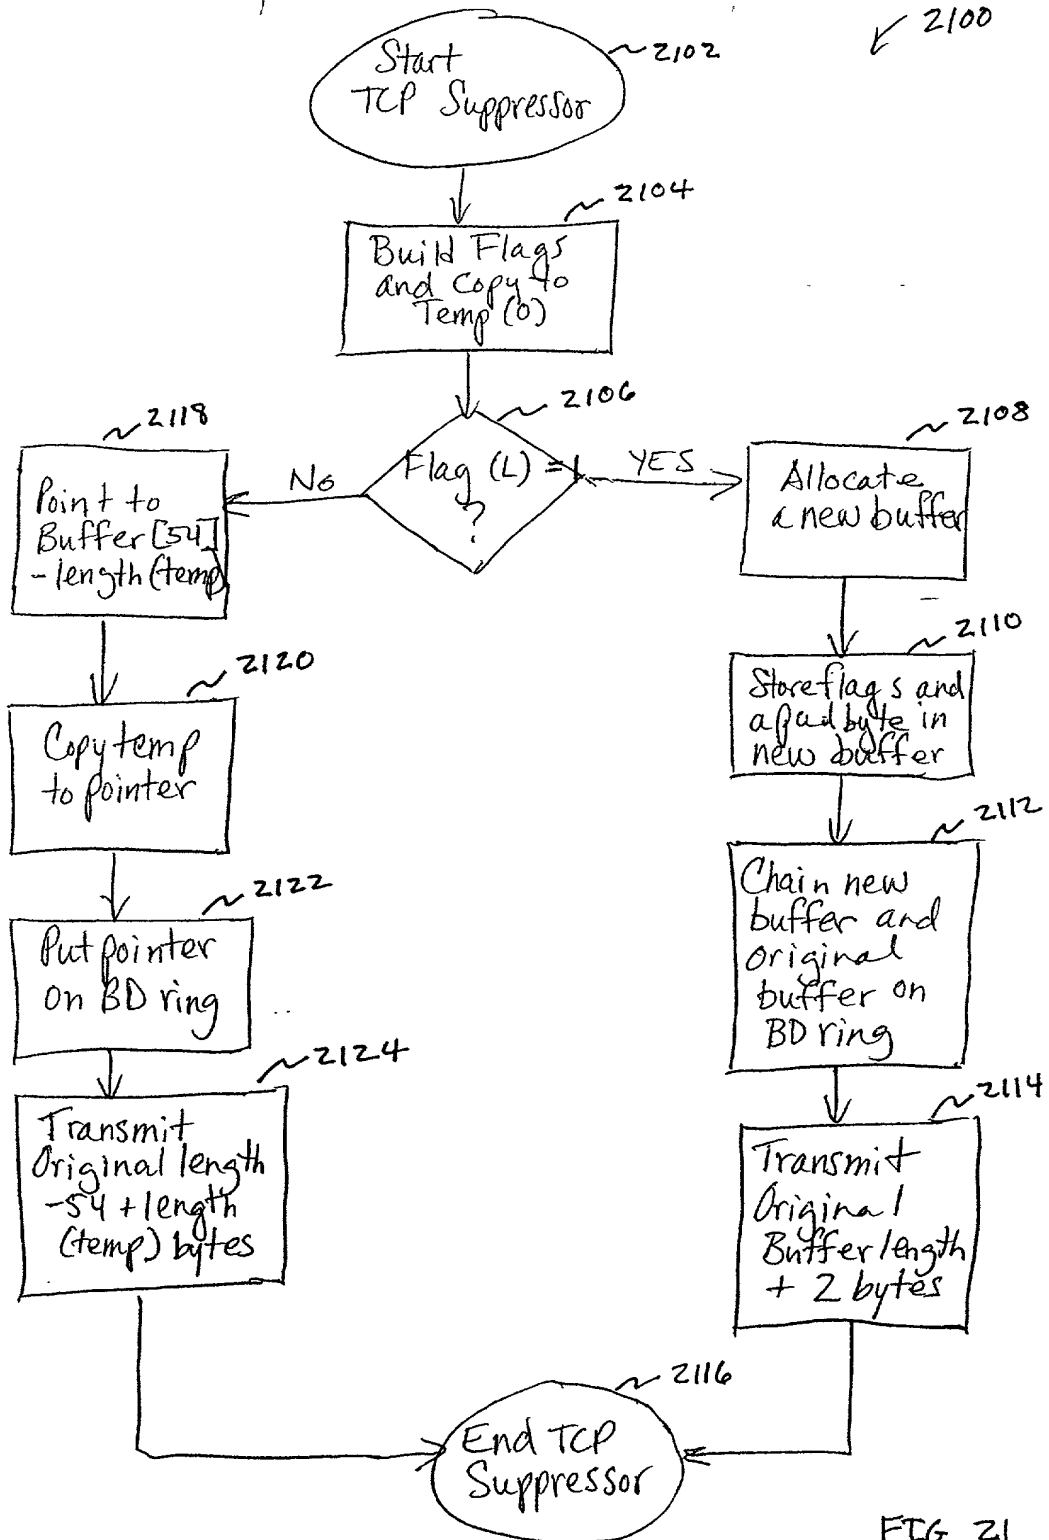 2100
Start
TCP Suppressor
2102
2104
Build Flags
and Copy to
Temp (0)
2106
Flag (L) = 1
?
No
YES
2118
Point to
Buffer [54]
- length (temp)
2120
Copy temp
to pointer
2122
Put pointer
on BD ring
2124
Transmit
Original length
-54 + length
(temp) bytes
2108
Allocate
a new buffer
2110
Store flags and
a pad byte in
new buffer
2112
Chain new
buffer and
original
buffer on
BD ring
2114
Transmit
Original
Buffer length
+ 2 bytes
2116
End TCP
Suppressor
FIG 21